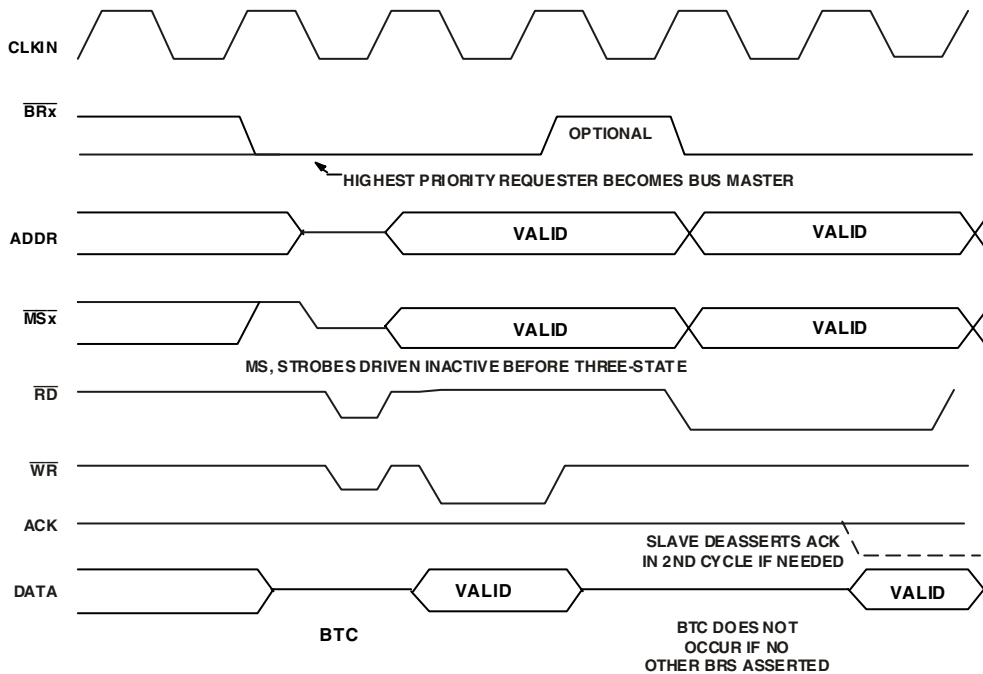 CLKIN
BRx
OPTIONAL
HIGHEST PRIORITY REQUESTER BECOMES BUS MASTER
ADDR
VALID
VALID
MSx
VALID
VALID
MS, STROBES DRIVEN INACTIVE BEFORE THREE-STATE
RD
WR
ACK
SLAVE DEASSERTS ACK
IN 2ND CYCLE IF NEEDED
DATA
VALID
VALID
BTC
BTC DOES NOT
OCCUR IF NO
OTHER BRS ASSERTED